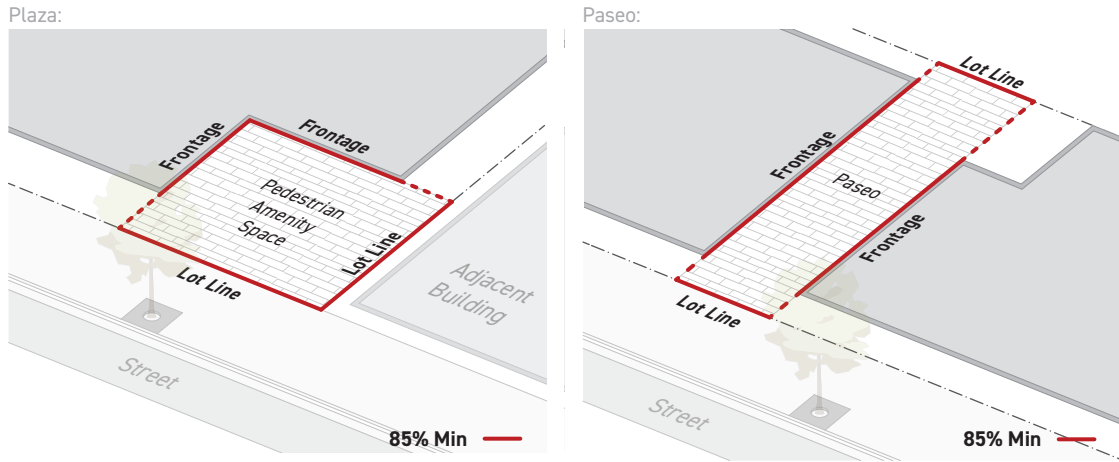 Plaza:
Frontage
Frontage
Pedestrian
Amenity
Space
Lot Line
Lot Line
Adjacent
Building
Street
85% Min
Paseo:
Lot Line
Frontage
Paseo
Frontage
Lot Line
Street
85% Min